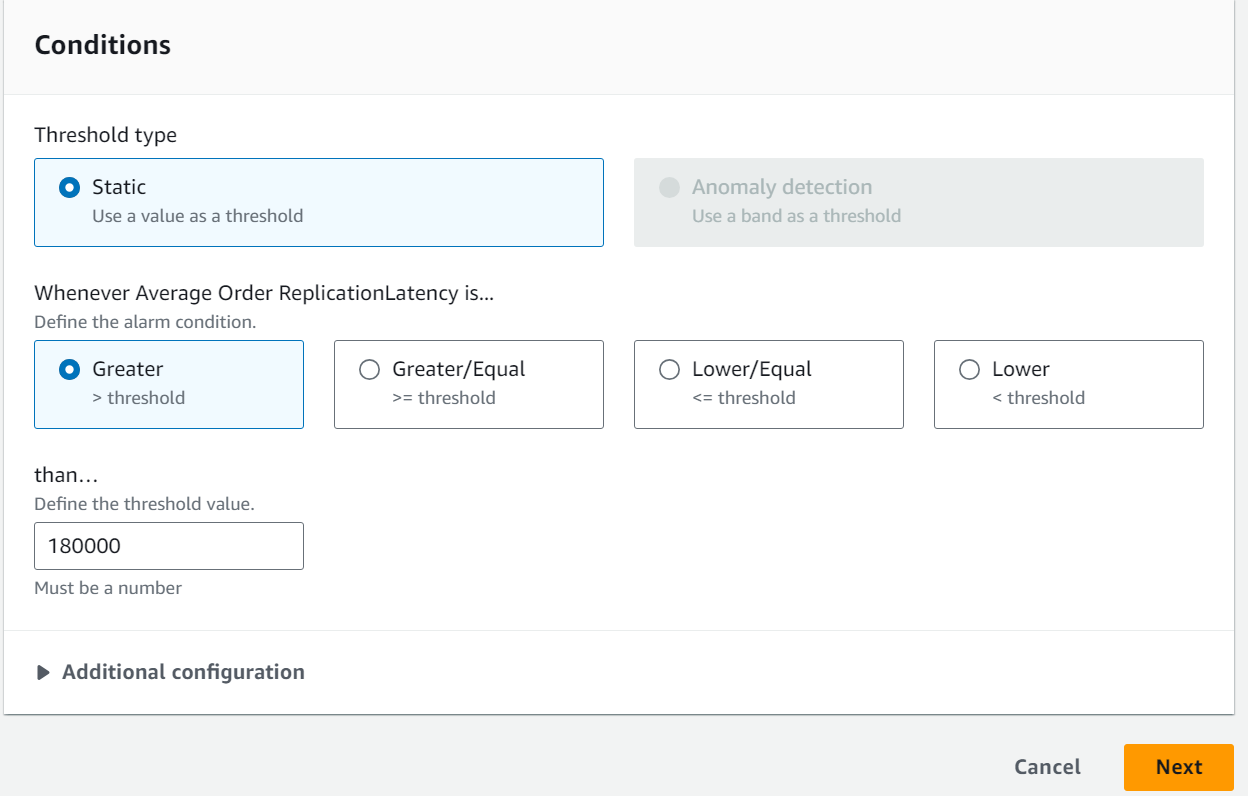 Conditions
Threshold type
Static
Use a value as a threshold
Anomaly detection
Use a band as a threshold
Whenever Average Order ReplicationLatency is...
Define the alarm condition.
Greater
> threshold
Greater/Equal
>= threshold
Lower/Equal
<= threshold
Lower
< threshold
than...
Define the threshold value.
180000
Must be a number
Additional configuration
Cancel
Next